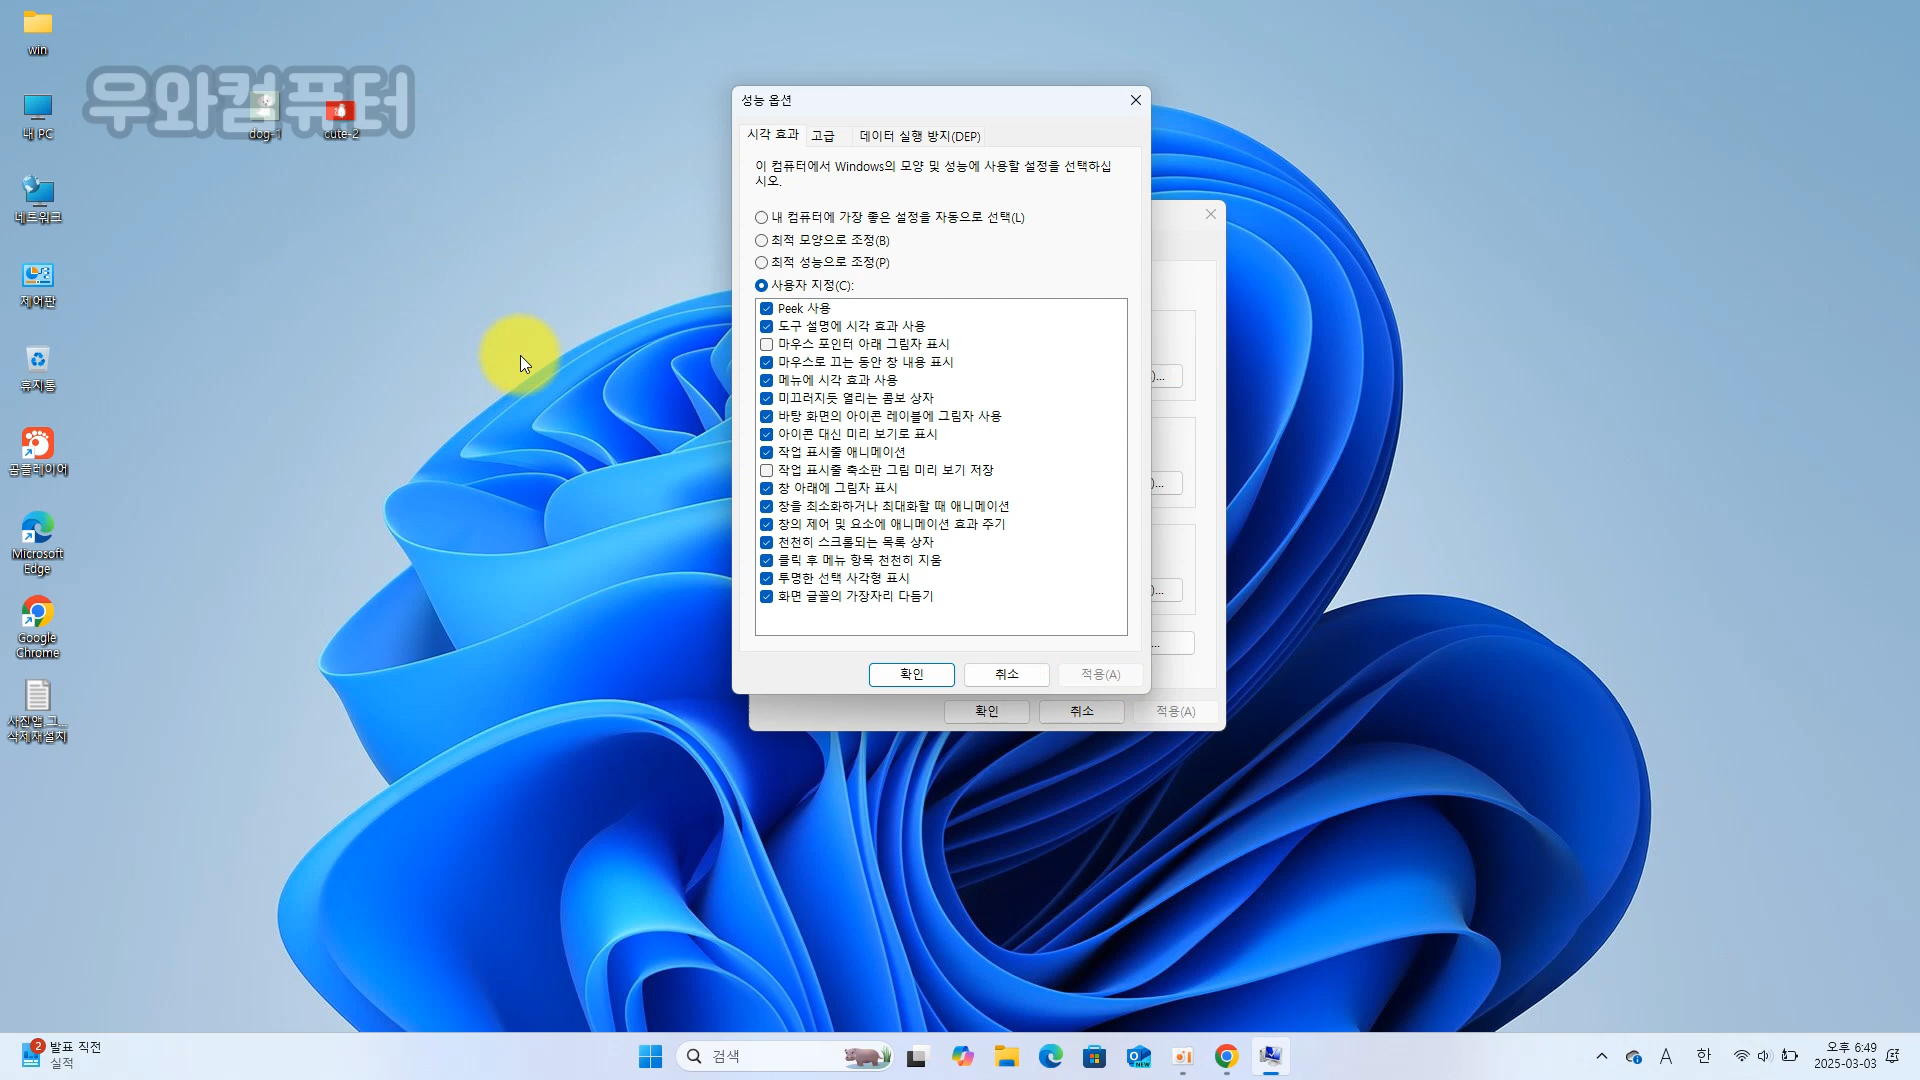 win
우와컴퓨터
dog-1
cute-2
내 PC
네트워크
제어판
휴지통
곰플레이어
Microsoft
Edge
Google
Chrome
사진앱.그...
삭제재설치
성능 옵션
시각 효과
고급
데이터 실행 방지(DEP)
이 컴퓨터에서 Windows의 모양 및 성능에 사용할 설정을 선택하십
시오.
내 컴퓨터에 가장 좋은 설정을 자동으로 선택(L)
최적 모양으로 조정(B)
최적 성능으로 조정(P)
사용자 지정(C):
Peek 사용
도구 설명에 시각 효과 사용
마우스 포인터 아래 그림자 표시
마우스로 끄는 동안 창 내용 표시
메뉴에 시각 효과 사용
미끄러지듯 열리는 콤보 상자
바탕 화면의 아이콘 레이블에 그림자 사용
아이콘 대신 미리 보기로 표시
작업 표시줄 애니메이션
작업 표시줄 축소판 그림 미리 보기 저장
창 아래에 그림자 표시
창을 최소화하거나 최대화할 때 애니메이션
창의 제어 및 요소에 애니메이션 효과 주기
천천히 스크롤되는 목록 상자
클릭 후 메뉴 항목 천천히 지움
투명한 선택 사각형 표시
화면 글꼴의 가장자리 다듬기
확인
취소
적용(A)
)...
)...
)...
...
확인
취소
적용(A)
2
발표 직전
실적
검색
NEW
A
한
오후 6:49
2025-03-03